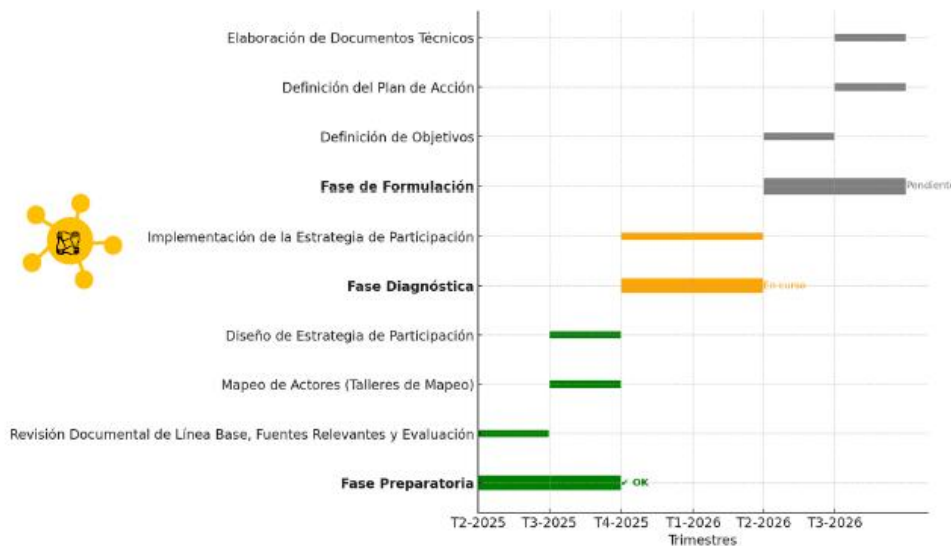 Elaboración de Documentos Técnicos
Definición del Plan de Acción
Definición de Objetivos
Fase de Formulación
Pendiente
Implementación de la Estrategia de Participación
Fase Diagnóstica
En curso
Diseño de Estrategia de Participación
Mapeo de Actores (Talleres de Mapeo)
Revisión Documental de Línea Base, Fuentes Relevantes y Evaluación
Fase Preparatoria
✔ OK
T2-2025 T3-2025 T4-2025 T1-2026 T2-2026 T3-2026
Trimestres